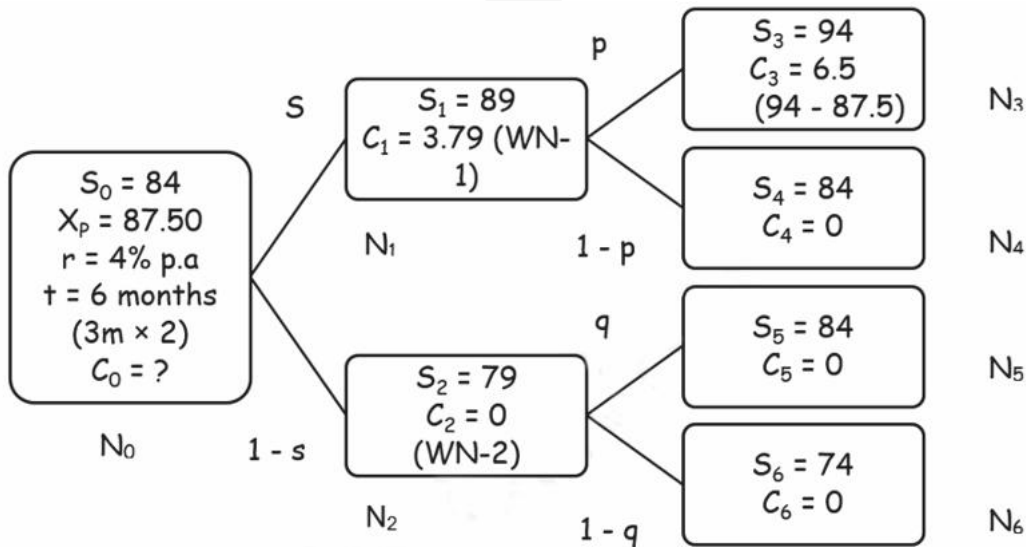 S₀ = 84
Xₚ = 87.50
r = 4% p.a
t = 6 months
(3m × 2)
C₀ = ?
N₀
S
1 - s
S₁ = 89
C₁ = 3.79 (WN-
1)
N₁
S₂ = 79
C₂ = 0
(WN-2)
N₂
p
1 - p
q
1 - q
S₃ = 94
C₃ = 6.5
(94 - 87.5)
N₃
S₄ = 84
C₄ = 0
N₄
S₅ = 84
C₅ = 0
N₅
S₆ = 74
C₆ = 0
N₆